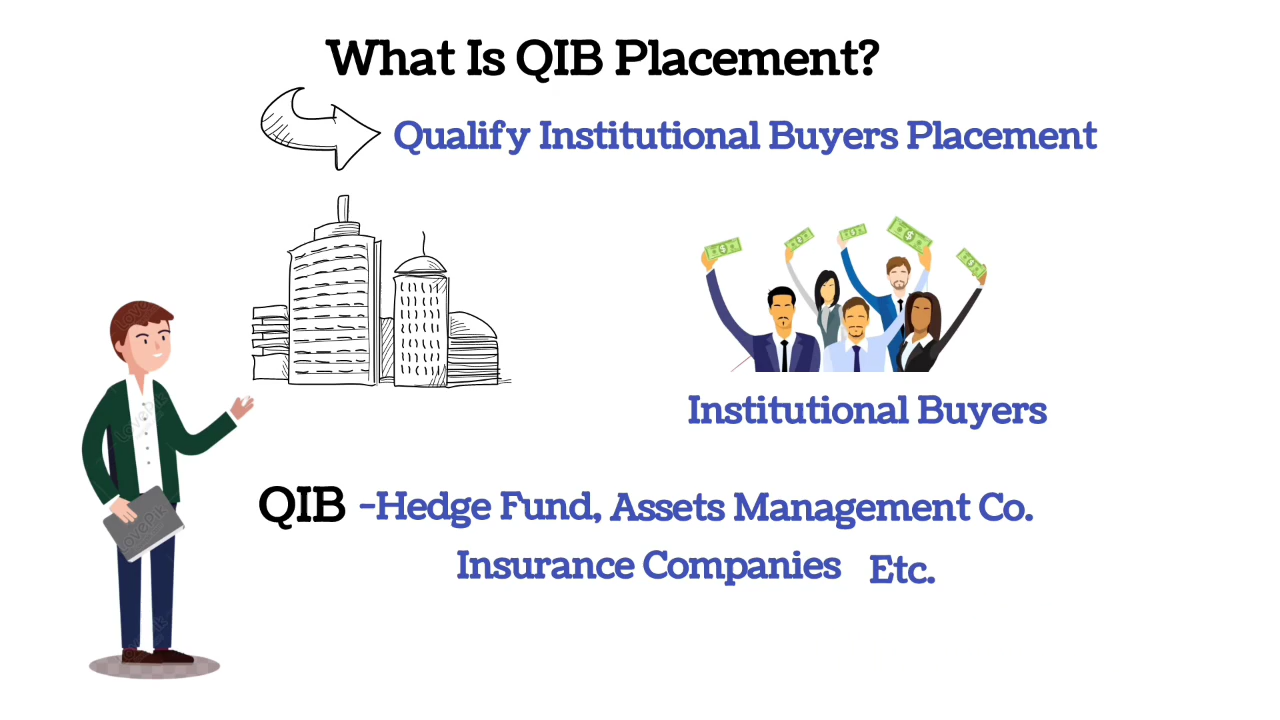 What Is QIB Placement?
Qualify Institutional Buyers Placement
Institutional Buyers
QIB -Hedge Fund, Assets Management Co.
Insurance Companies Etc.